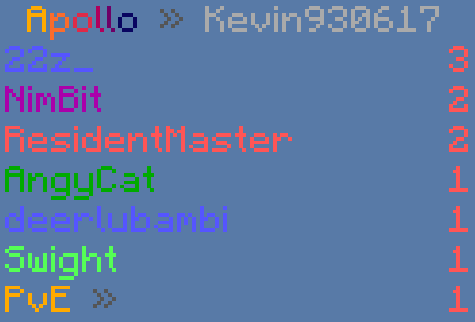 Apollo » Kevin930617
22z_ 3
NimBit 2
ResidentMaster 2
AngyCat 1
deerlubambi 1
Swight 1
PvE » 1